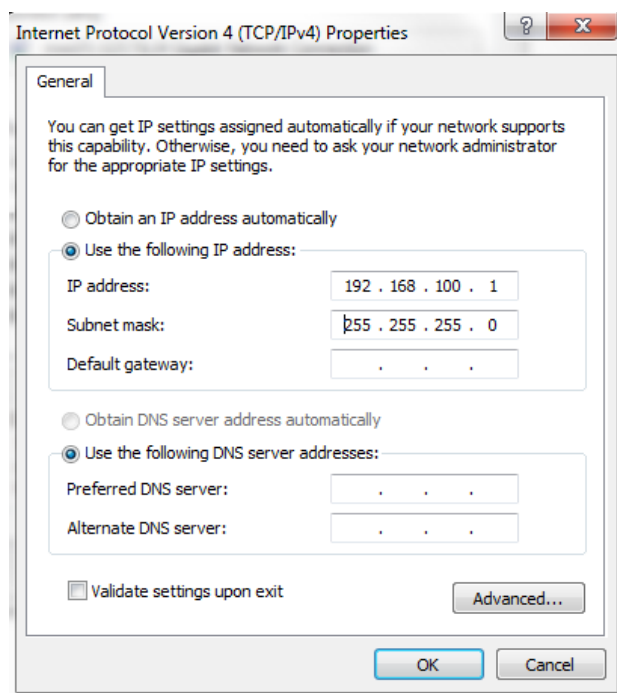 Internet Protocol Version 4 (TCP/IPv4) Properties
?
General
You can get IP settings assigned automatically if your network supports
this capability. Otherwise, you need to ask your network administrator
for the appropriate IP settings.
Obtain an IP address automatically
Use the following IP address:
IP address: 192 . 168 . 100 . 1
Subnet mask: 255 . 255 . 255 . 0
Default gateway: . . .
Obtain DNS server address automatically
Use the following DNS server addresses:
Preferred DNS server: . . .
Alternate DNS server: . . .
Validate settings upon exit
Advanced...
OK Cancel